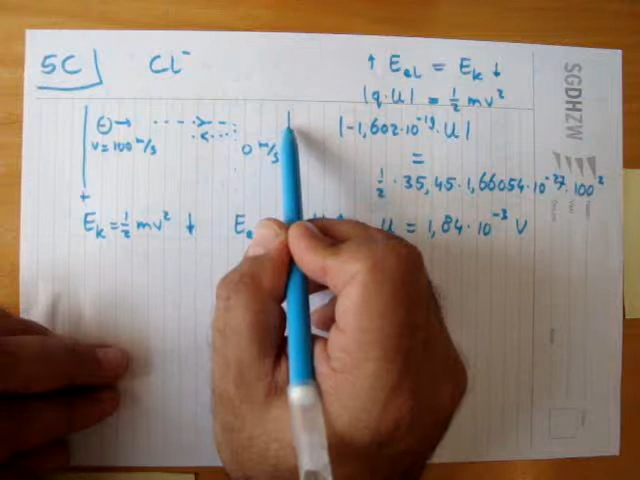 5C Cl⁻
↑ E_el = E_k ↓
|q·U| = ½ mv²
⊖→
v = 100 m/s
0 m/s
|-1,602·10⁻¹⁹·U|
=
½ · 35,45 · 1,66054·10⁻²⁷ · 100²
+
E_k = ½ mv² ↓
U = 1,84 · 10⁻³ V
SGDHZW